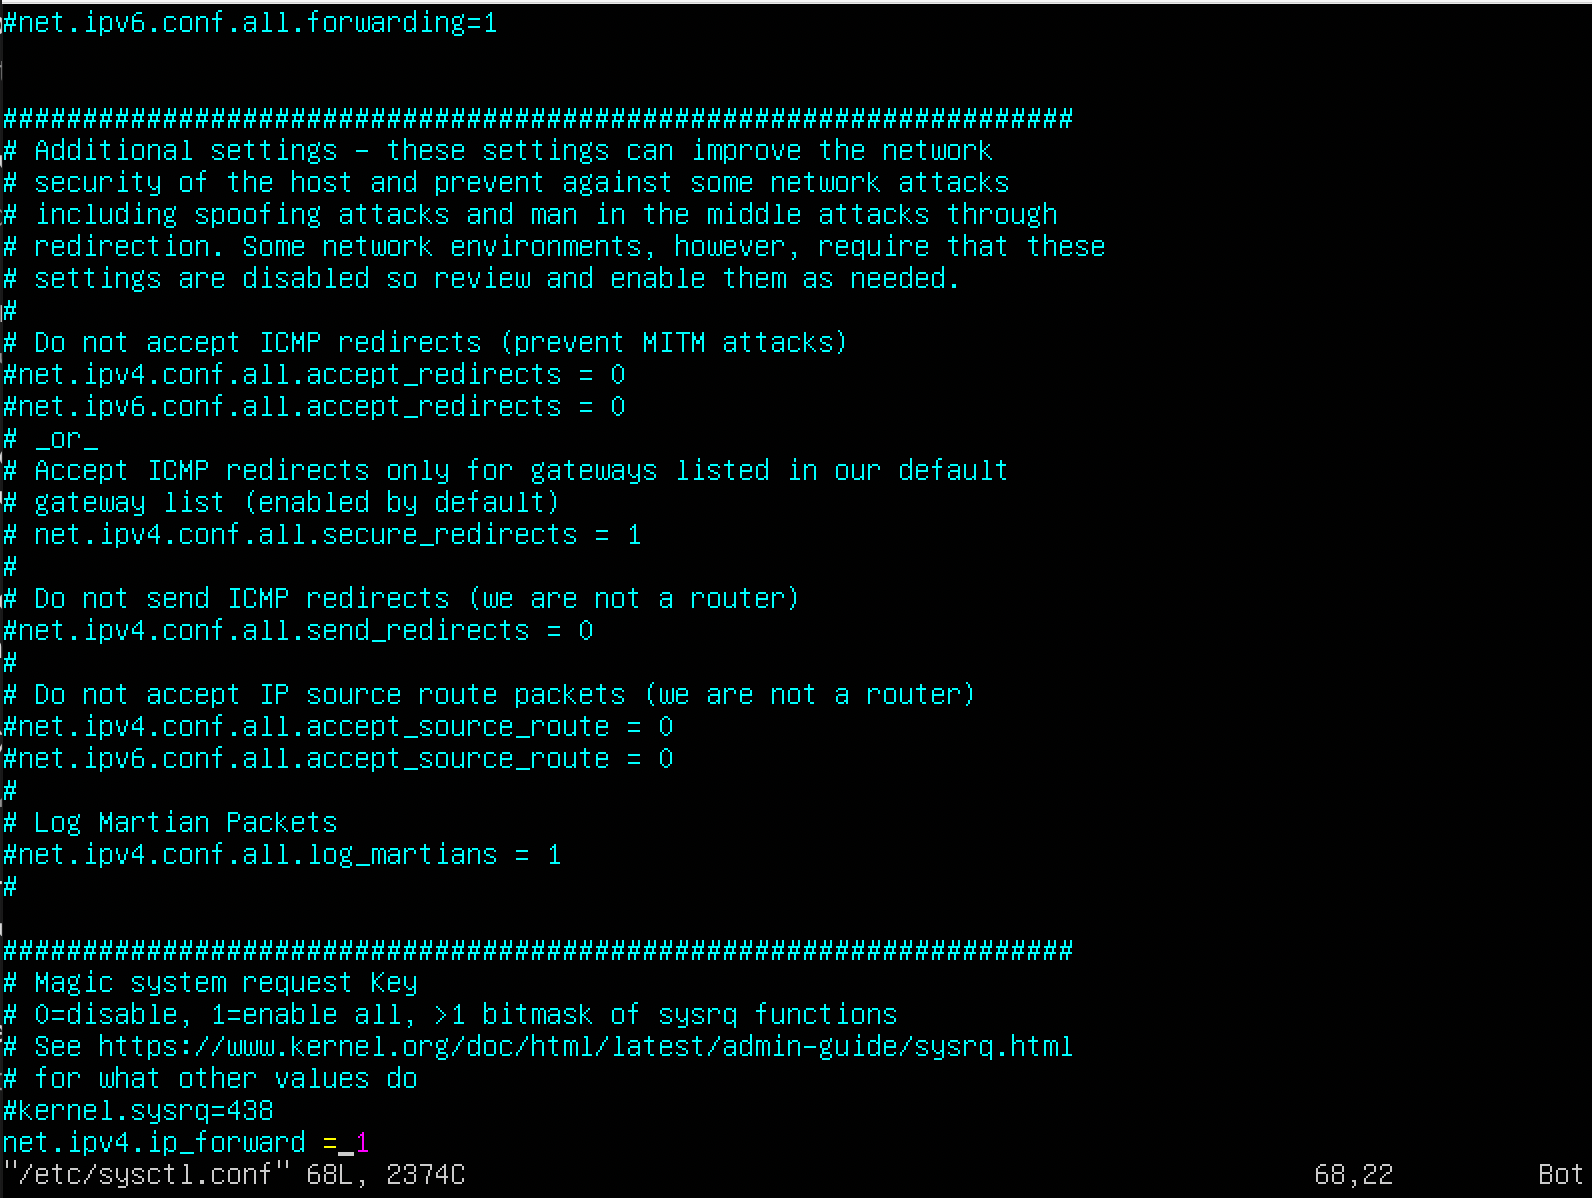 #net.ipv6.conf.all.forwarding=1
###################################################################
# Additional settings - these settings can improve the network
# security of the host and prevent against some network attacks
# including spoofing attacks and man in the middle attacks through
# redirection. Some network environments, however, require that these
# settings are disabled so review and enable them as needed.
#
# Do not accept ICMP redirects (prevent MITM attacks)
#net.ipv4.conf.all.accept_redirects = 0
#net.ipv6.conf.all.accept_redirects = 0
# _or_
# Accept ICMP redirects only for gateways listed in our default
# gateway list (enabled by default)
# net.ipv4.conf.all.secure_redirects = 1
#
# Do not send ICMP redirects (we are not a router)
#net.ipv4.conf.all.send_redirects = 0
#
# Do not accept IP source route packets (we are not a router)
#net.ipv4.conf.all.accept_source_route = 0
#net.ipv6.conf.all.accept_source_route = 0
#
# Log Martian Packets
#net.ipv4.conf.all.log_martians = 1
#
###################################################################
# Magic system request Key
# 0=disable, 1=enable all, >1 bitmask of sysrq functions
# See https://www.kernel.org/doc/html/latest/admin-guide/sysrq.html
# for what other values do
#kernel.sysrq=438
net.ipv4.ip_forward = 1
"/etc/sysctl.conf" 68L, 2374C 68,22 Bot